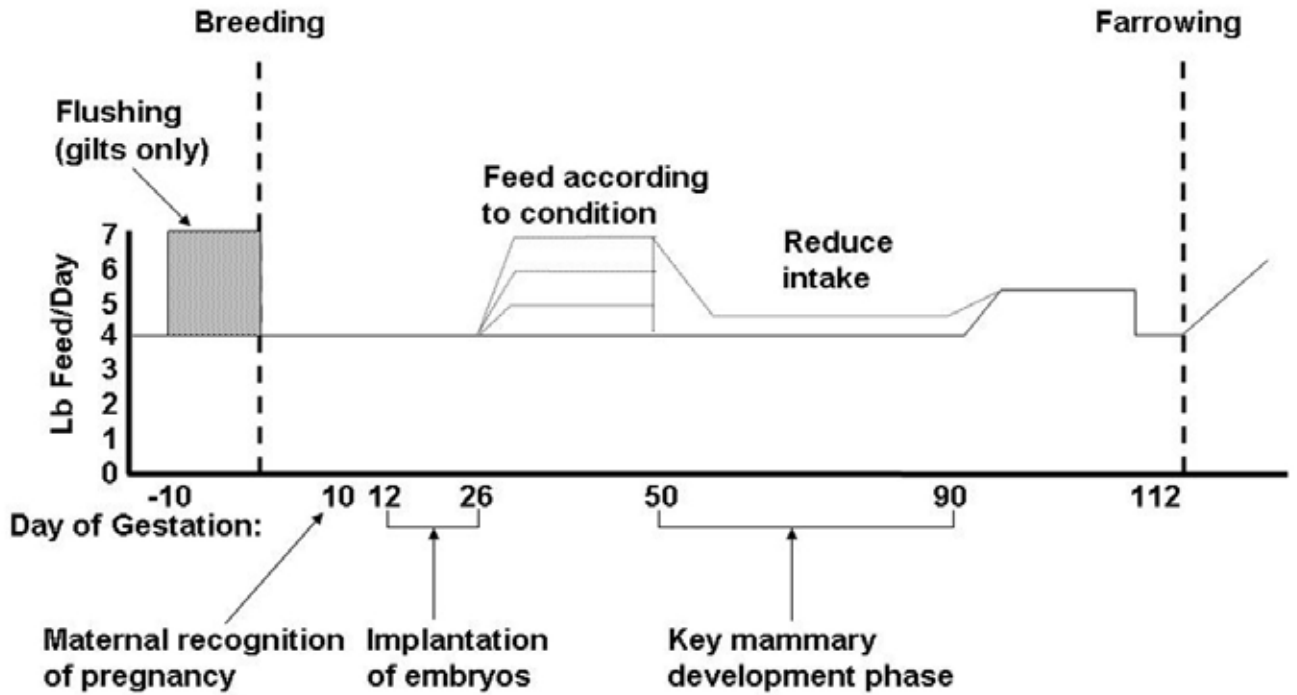 Breeding
Farrowing
Flushing
(gilts only)
Feed according
to condition
Reduce
intake
Lb Feed/Day
7
6
5
4
3
2
1
0
-10 10 12 26 50 90 112
Day of Gestation:
Maternal recognition
of pregnancy
Implantation
of embryos
Key mammary
development phase